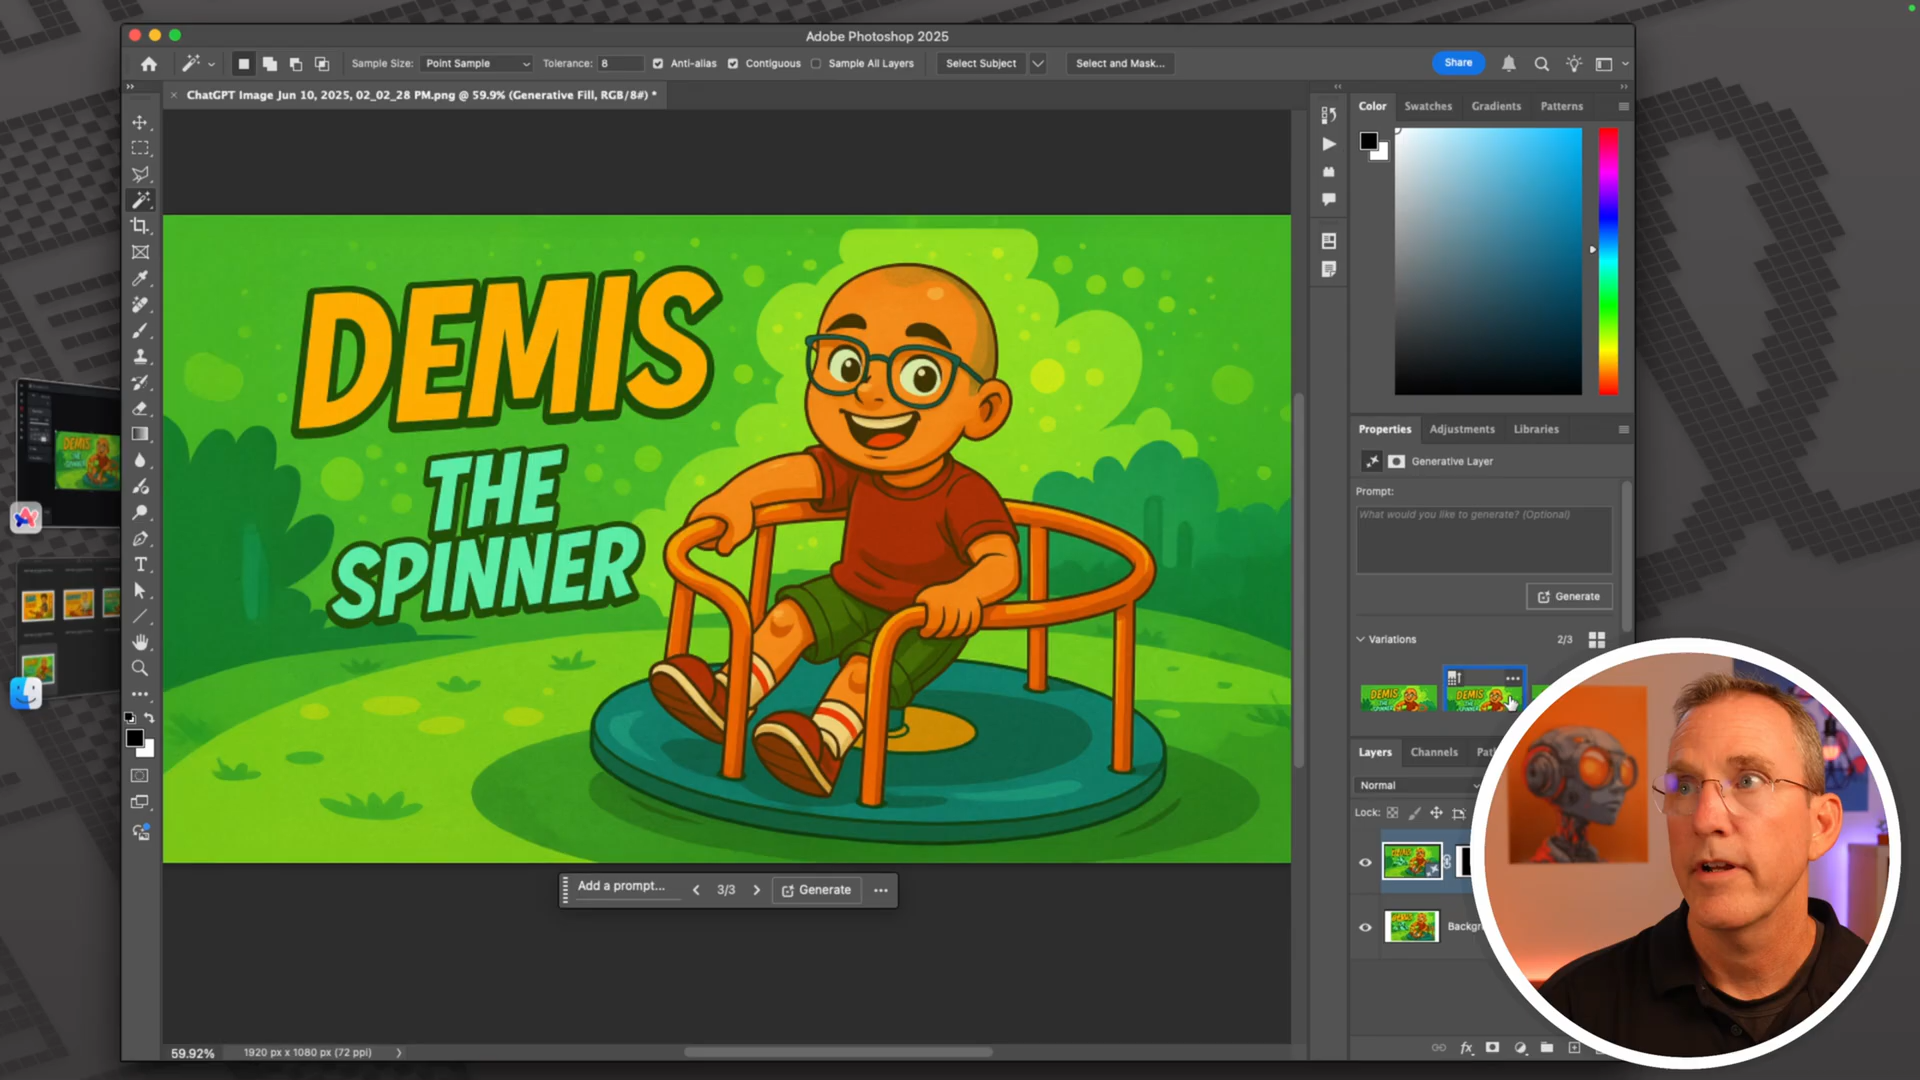 Adobe Photoshop 2025
Sample Size: Point Sample Tolerance: 8 Anti-alias Contiguous Sample All Layers Select Subject Select and Mask... Share
ChatGPT Image Jun 10, 2025, 02_02_28 PM.png @ 59.9% (Generative Fill, RGB/8#) *
Color Swatches Gradients Patterns
DEMIS
THE
SPINNER
Properties Adjustments Libraries
Generative Layer
Prompt:
What would you like to generate? (Optional)
Generate
Variations 2/3
Layers Channels
Normal
Lock:
Add a prompt... 3/3 Generate
59.92% 1920 px x 1080 px (72 ppi)